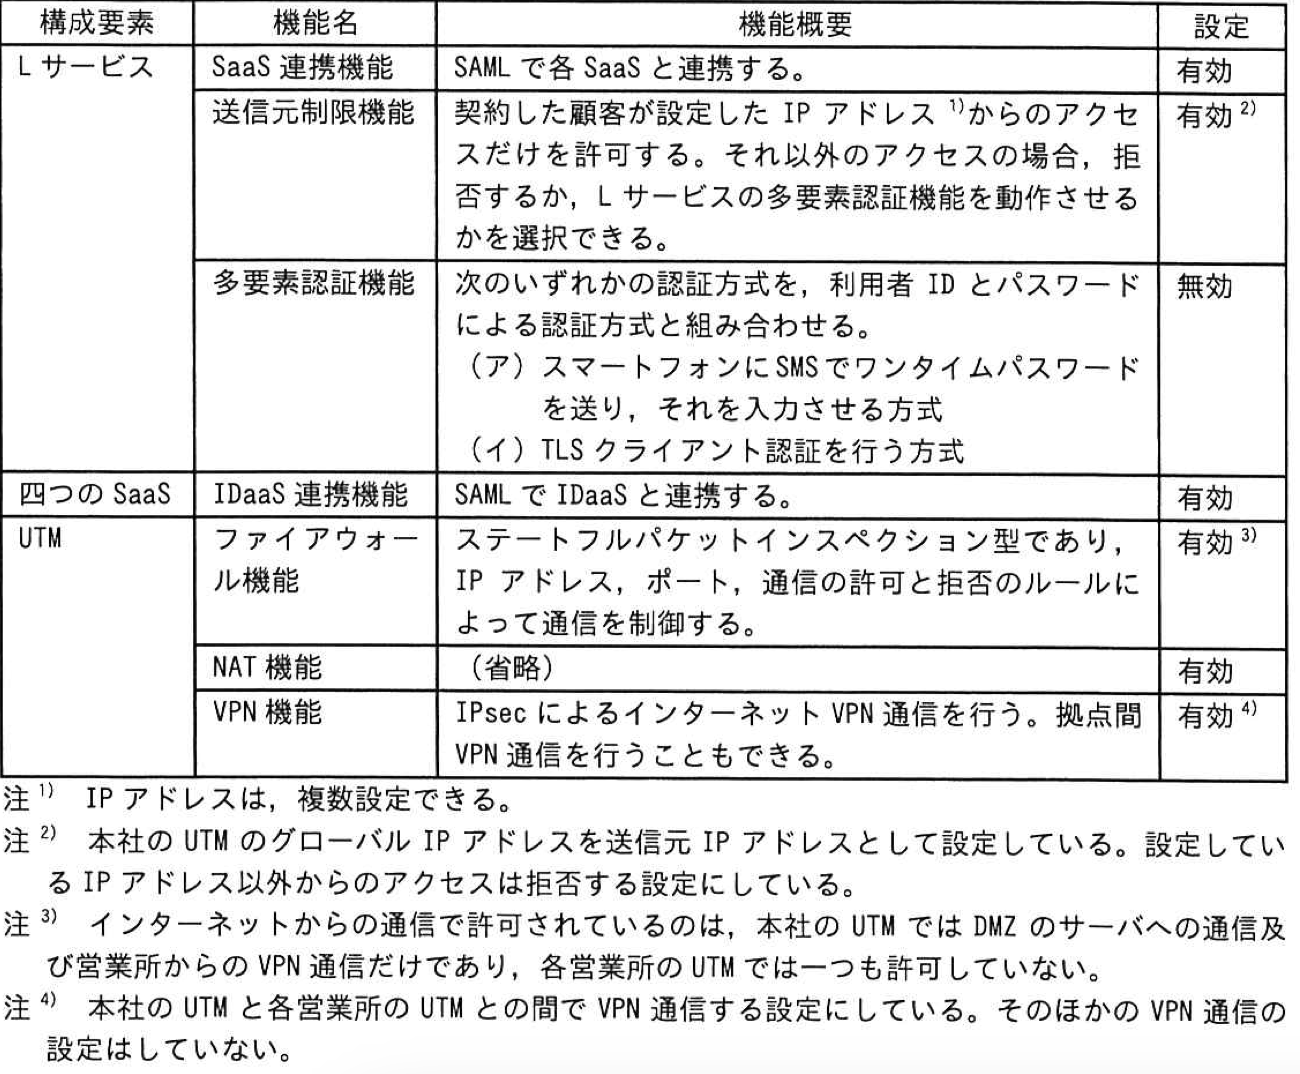 構成要素 機能名 機能概要 設定
L サービス SaaS 連携機能 SAML で各 SaaS と連携する。 有効
送信元制限機能 契約した顧客が設定した IP アドレス 1)からのアクセ 有効 2)
スだけを許可する。それ以外のアクセスの場合，拒
否するか，L サービスの多要素認証機能を動作させる
かを選択できる。
多要素認証機能 次のいずれかの認証方式を，利用者 ID とパスワード 無効
による認証方式と組み合わせる。
（ア）スマートフォンに SMS でワンタイムパスワード
を送り，それを入力させる方式
（イ）TLS クライアント認証を行う方式
四つの SaaS IDaaS 連携機能 SAML で IDaaS と連携する。 有効
UTM ファイアウォー ステートフルパケットインスペクション型であり， 有効 3)
ル機能 IP アドレス，ポート，通信の許可と拒否のルールに
よって通信を制御する。
NAT 機能 （省略） 有効
VPN 機能 IPsec によるインターネット VPN 通信を行う。拠点間 有効 4)
VPN 通信を行うこともできる。
注 1) IP アドレスは，複数設定できる。
注 2) 本社の UTM のグローバル IP アドレスを送信元 IP アドレスとして設定している。設定してい
る IP アドレス以外からのアクセスは拒否する設定にしている。
注 3) インターネットからの通信で許可されているのは，本社の UTM では DMZ のサーバへの通信及
び営業所からの VPN 通信だけであり，各営業所の UTM では一つも許可していない。
注 4) 本社の UTM と各営業所の UTM との間で VPN 通信する設定にしている。そのほかの VPN 通信の
設定はしていない。